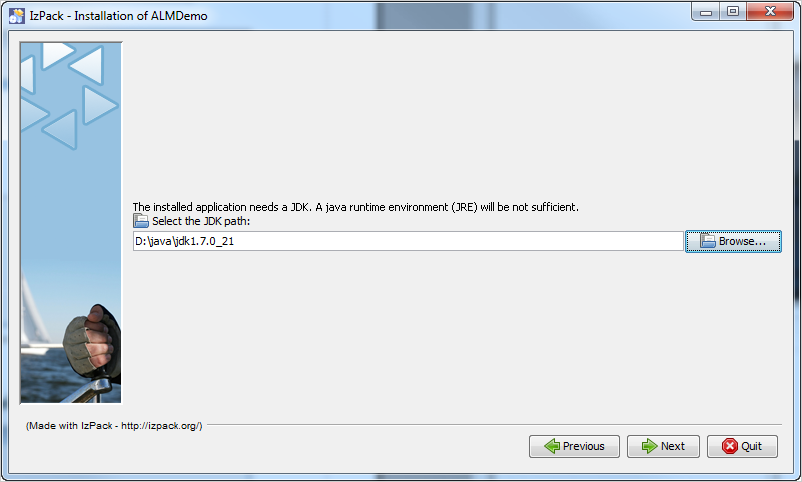 IzPack - Installation of ALMDemo
The installed application needs a JDK. A java runtime environment (JRE) will be not sufficient.
Select the JDK path:
D:\java\jdk1.7.0_21
Browse...
(Made with IzPack - http://izpack.org/)
Previous
Next
Quit